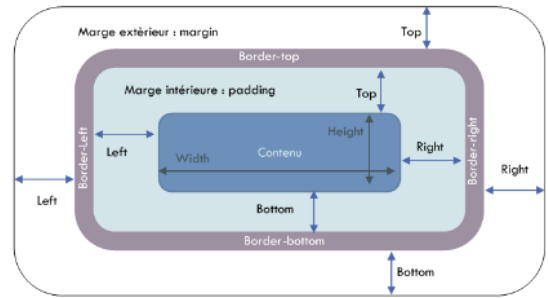 Marge extèrieur : margin
Top
Border-top
Marge intérieure : padding
Top
Border-Left
Left
Width
Contenu
Height
Right
Border-right
Left
Right
Bottom
Border-bottom
Bottom